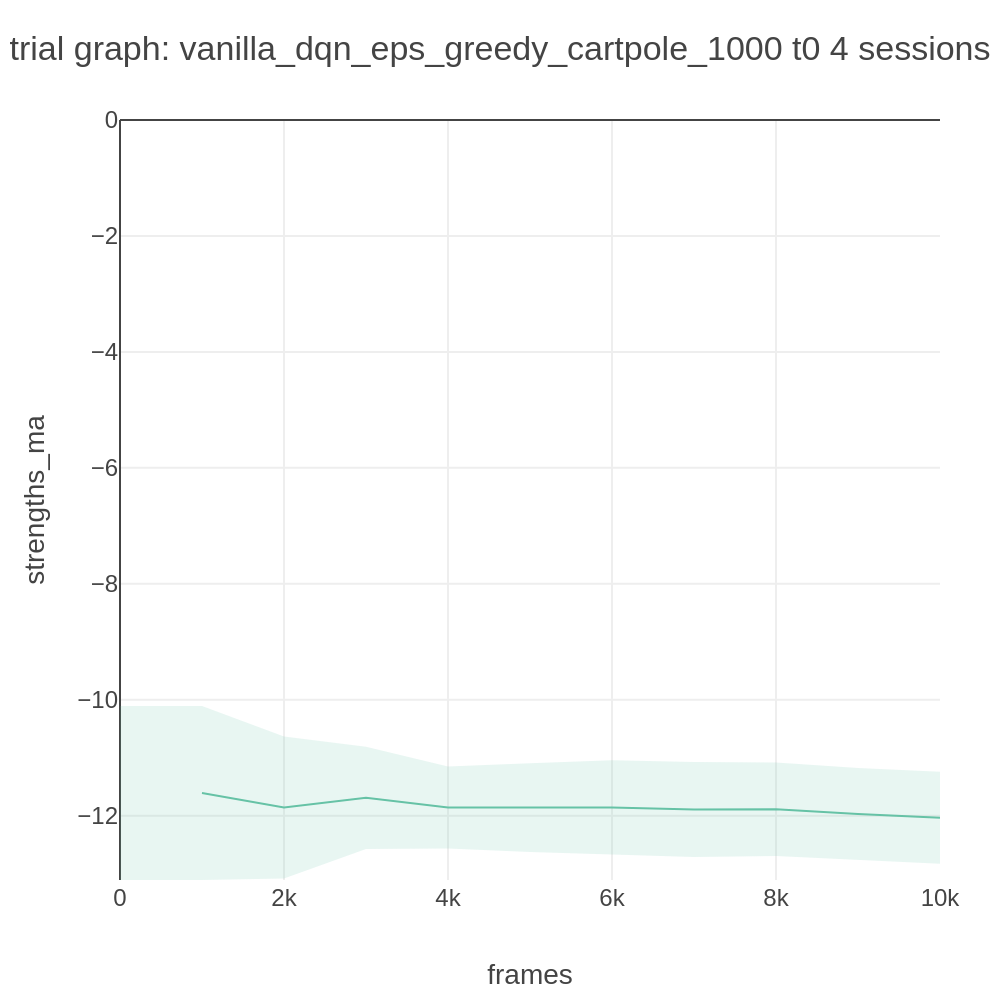 trial graph: vanilla_dqn_eps_greedy_cartpole_1000 t0 4 sessions
0
−2
−4
−6
−8
−10
−12
strengths_ma
0 2k 4k 6k 8k 10k
frames